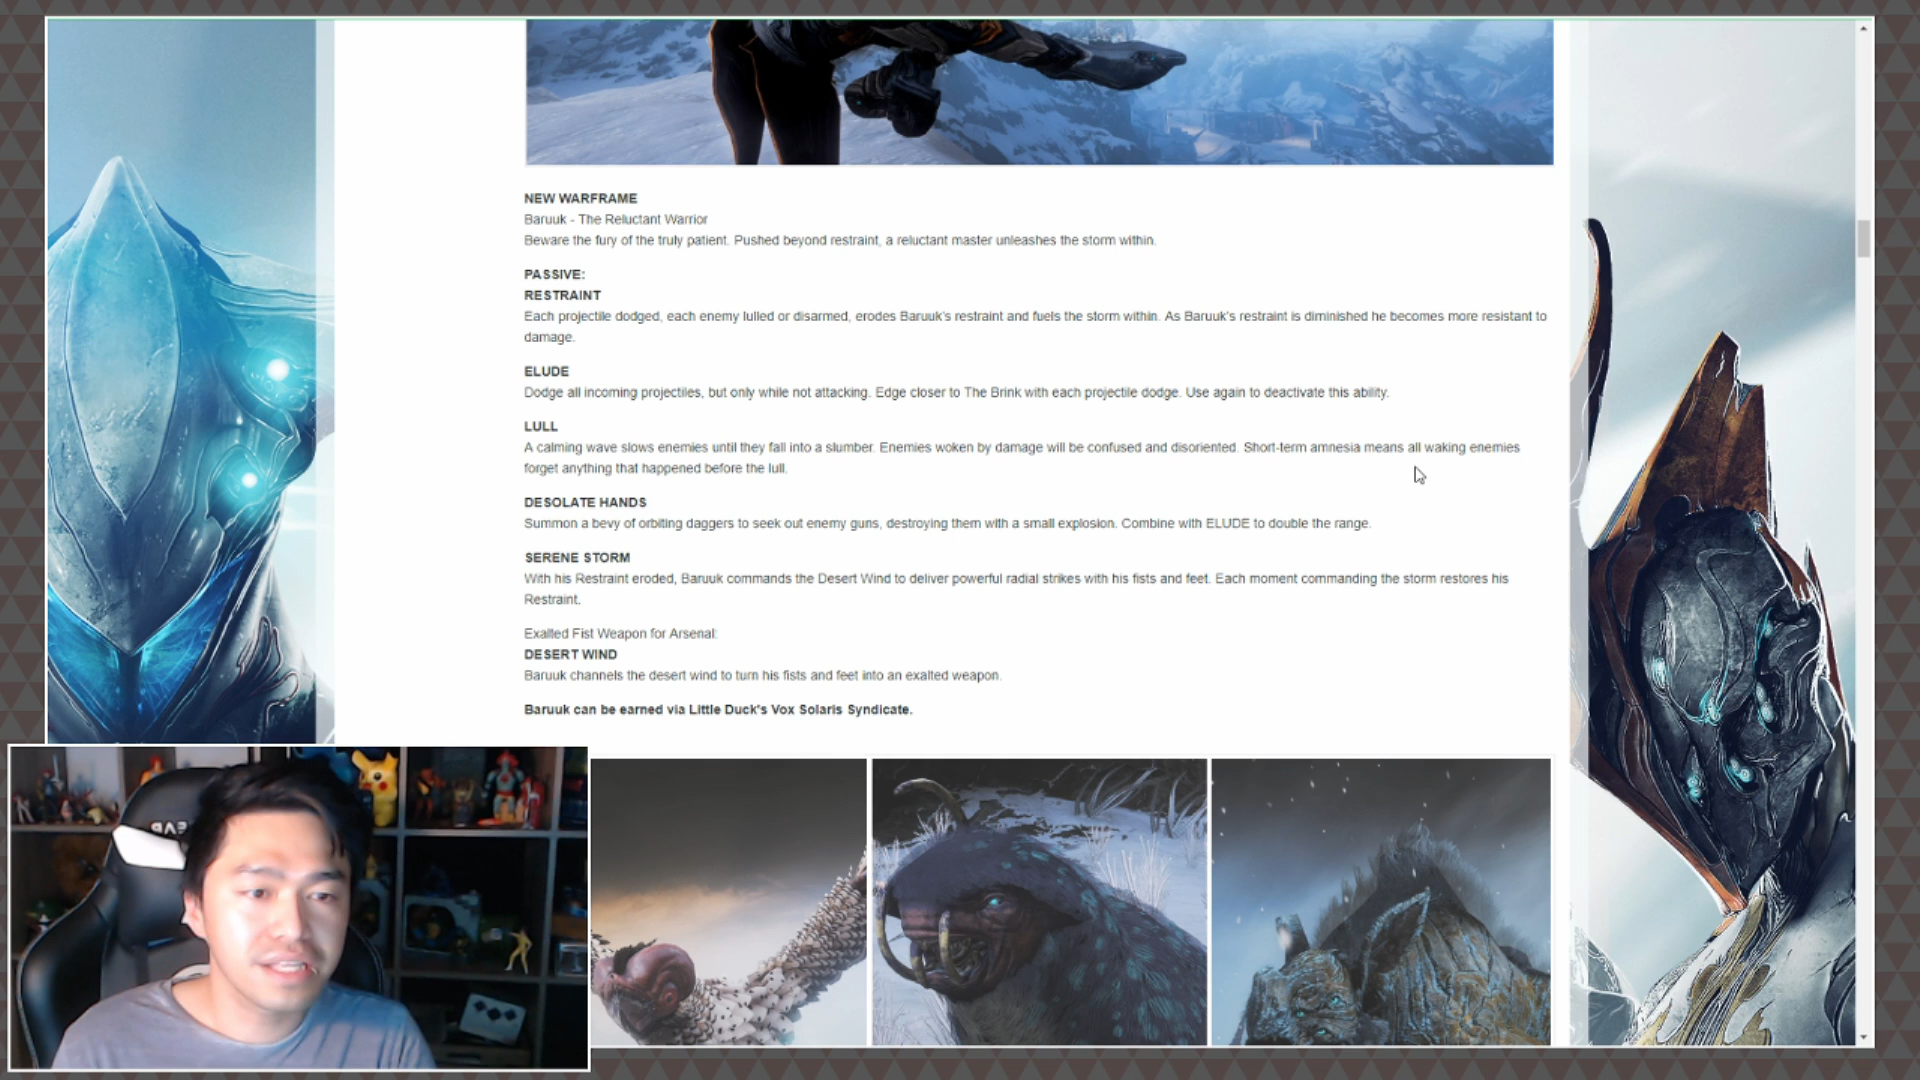 NEW WARFRAME
Baruuk - The Reluctant Warrior
Beware the fury of the truly patient. Pushed beyond restraint, a reluctant master unleashes the storm within.
PASSIVE:
RESTRAINT
Each projectile dodged, each enemy lulled or disarmed, erodes Baruuk's restraint and fuels the storm within. As Baruuk's restraint is diminished he becomes more resistant to
damage.
ELUDE
Dodge all incoming projectiles, but only while not attacking. Edge closer to The Brink with each projectile dodge. Use again to deactivate this ability.
LULL
A calming wave slows enemies until they fall into a slumber. Enemies woken by damage will be confused and disoriented. Short-term amnesia means all waking enemies
forget anything that happened before the lull.
DESOLATE HANDS
Summon a bevy of orbiting daggers to seek out enemy guns, destroying them with a small explosion. Combine with ELUDE to double the range.
SERENE STORM
With his Restraint eroded, Baruuk commands the Desert Wind to deliver powerful radial strikes with his fists and feet. Each moment commanding the storm restores his
Restraint.
Exalted Fist Weapon for Arsenal:
DESERT WIND
Baruuk channels the desert wind to turn his fists and feet into an exalted weapon.
Baruuk can be earned via Little Duck's Vox Solaris Syndicate.